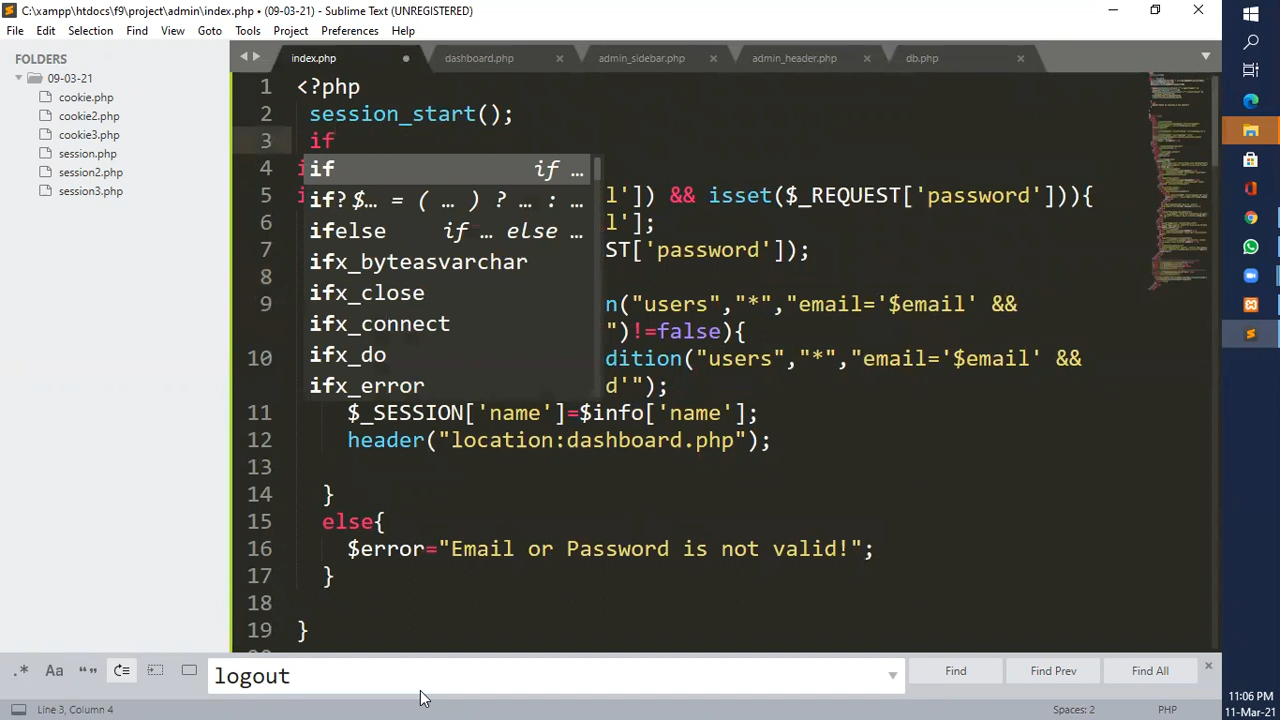 C:\xampp\htdocs\f9\project\admin\index.php • (09-03-21) - Sublime Text (UNREGISTERED)
File Edit Selection Find View Goto Tools Project Preferences Help
FOLDERS
09-03-21
cookie.php
cookie2.php
cookie3.php
session.php
session2.php
session3.php
index.php dashboard.php admin_sidebar.php admin_header.php db.php
1 <?php
2 session_start();
3 if
4 i
5 i l']) && isset($_REQUEST['password'])){
6 l'];
7 ST['password']);
8
9 n("users","*","email='$email' &&
")!=false){
10 dition("users","*","email='$email' &&
d'");
11 $_SESSION['name']=$info['name'];
12 header("location:dashboard.php");
13
14 }
15 else{
16 $error="Email or Password is not valid!";
17 }
18
19 }
if if …
if? $… = ( … ) ? … : …
ifelse if … else …
ifx_byteasvarchar
ifx_close
ifx_connect
ifx_do
ifx_error
.* Aa “” logout Find Find Prev Find All
Line 3, Column 4 Spaces: 2 PHP
11:06 PM
11-Mar-21